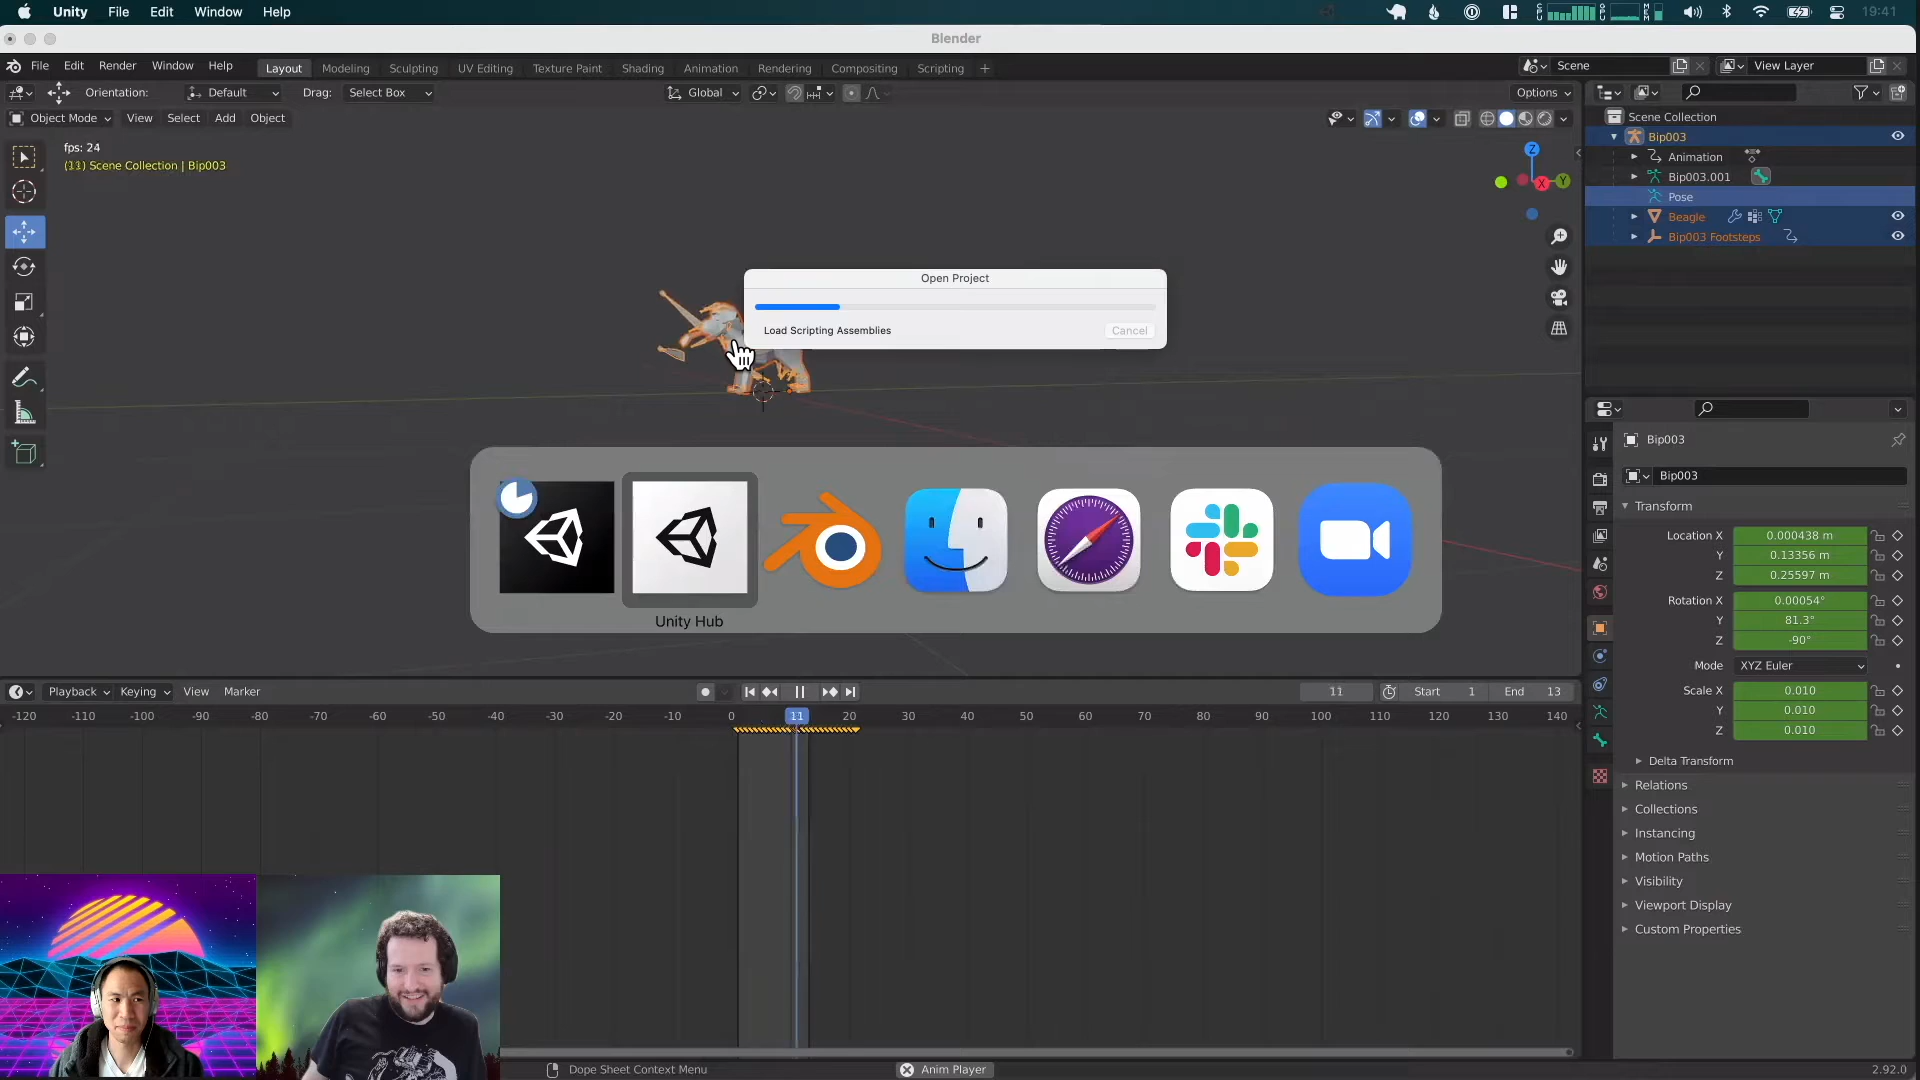 Unity File Edit Window Help 19:41
Blender
File Edit Render Window Help Layout Modeling Sculpting UV Editing Texture Paint Shading Animation Rendering Compositing Scripting + Scene View Layer
Orientation: Default Drag: Select Box Global Options
Object Mode View Select Add Object
fps: 24
(11) Scene Collection | Bip003
Z
X
Y
Scene Collection
Bip003
Animation
Bip003.001
Pose
Beagle
Bip003 Footsteps
Open Project
Load Scripting Assemblies
Cancel
Unity Hub
Bip003
Bip003
Transform
Location X 0.000438 m
Y 0.13356 m
Z 0.25597 m
Rotation X 0.00054°
Y 81.3°
Z -90°
Mode XYZ Euler
Scale X 0.010
Y 0.010
Z 0.010
Delta Transform
Relations
Collections
Instancing
Motion Paths
Visibility
Viewport Display
Custom Properties
Playback Keying View Marker 11 Start 1 End 13
-120 -110 -100 -90 -80 -70 -60 -50 -40 -30 -20 -10 0 11 20 30 40 50 60 70 80 90 100 110 120 130 140
Dope Sheet Context Menu Anim Player 2.92.0